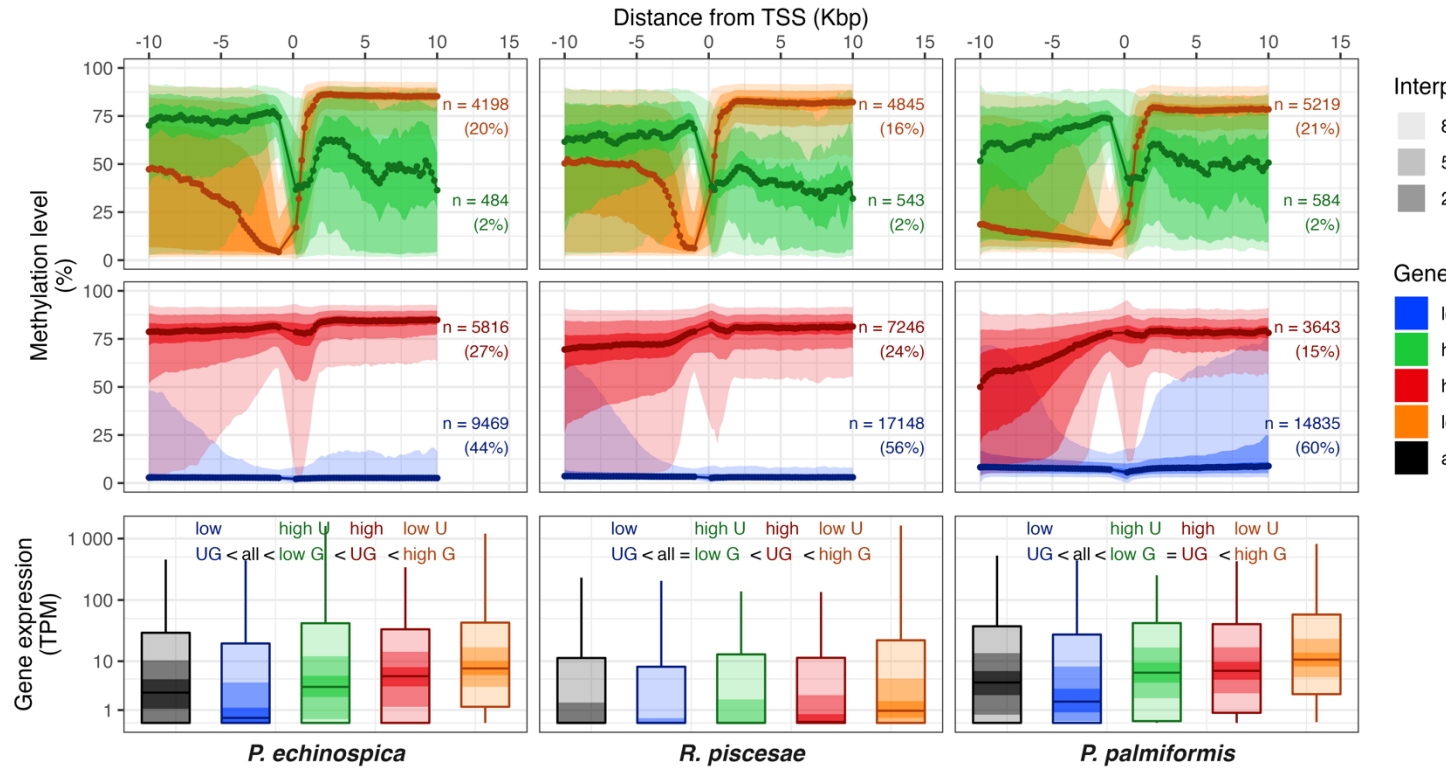 Distance from TSS (Kbp)
-10 -5 0 5 10 15 -10 -5 0 5 10 15 -10 -5 0 5 10 15
Methylation level
(%)
100
75
50
25
0
n = 4198
(20%)
n = 484
(2%)
n = 4845
(16%)
n = 543
(2%)
n = 5219
(21%)
n = 584
(2%)
Interp
8
5
2
100
75
50
25
0
n = 5816
(27%)
n = 9469
(44%)
n = 7246
(24%)
n = 17148
(56%)
n = 3643
(15%)
n = 14835
(60%)
Gene
lo
h
h
lo
a
Gene expression
(TPM)
1 000
100
10
1
low high U high low U
UG < all < low G < UG < high G
low high U high low U
UG < all = low G < UG < high G
low high U high low U
UG < all < low G = UG < high G
P. echinospica R. piscesae P. palmiformis